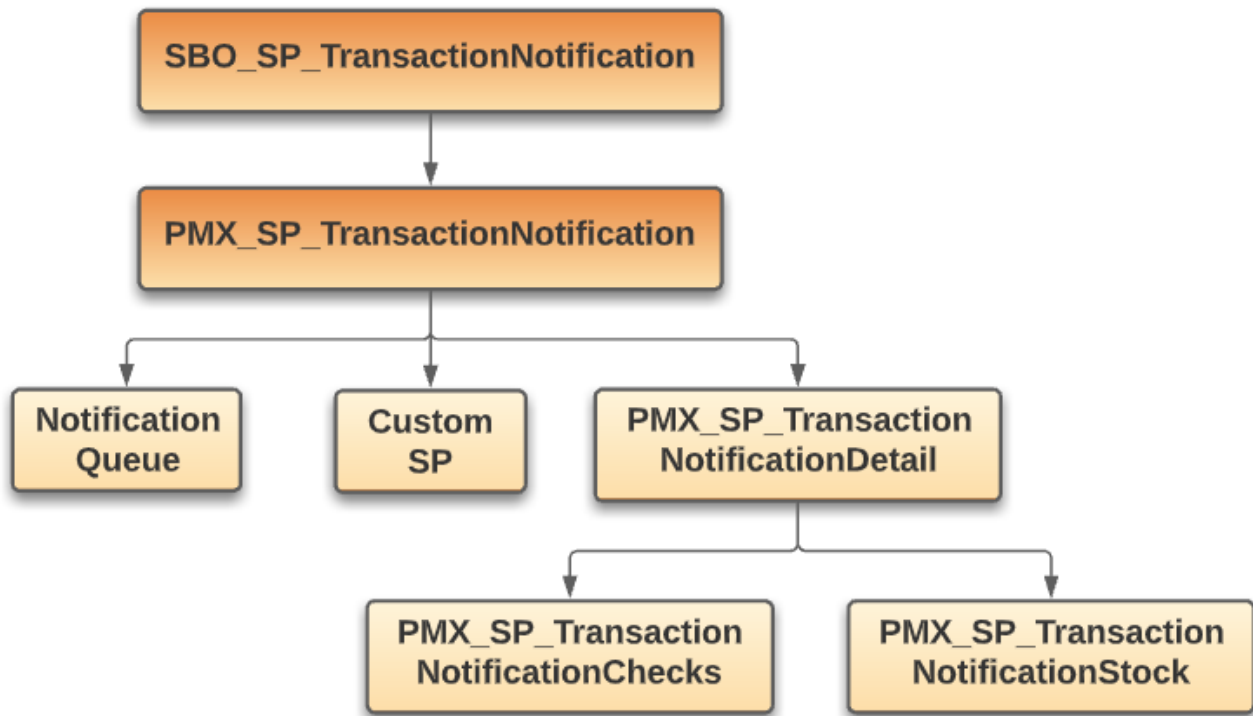 SBO_SP_TransactionNotification
PMX_SP_TransactionNotification
Notification
Queue
Custom
SP
PMX_SP_Transaction
NotificationDetail
PMX_SP_Transaction
NotificationChecks
PMX_SP_Transaction
NotificationStock